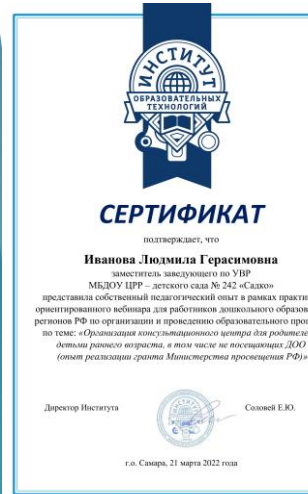 ИНСТИТУТ
ОБРАЗОВАТЕЛЬНЫХ
ТЕХНОЛОГИЙ
СЕРТИФИКАТ
подтверждает, что
Иванова Людмила Герасимовна
заместитель заведующего по УВР
МБДОУ ЦРР – детского сада № 242 «Садко»
представила собственный педагогический опыт в рамках практи
ориентированного вебинара для работников дошкольного образов
регионов РФ по организации и проведению образовательного про
по теме: «Организация консультационного центра для родителе
детьми раннего возраста, в том числе не посещающих ДОО
(опыт реализации гранта Министерства просвещения РФ)»
Директор Института
Соловей Е.Ю.
г.о. Самара, 21 марта 2022 года